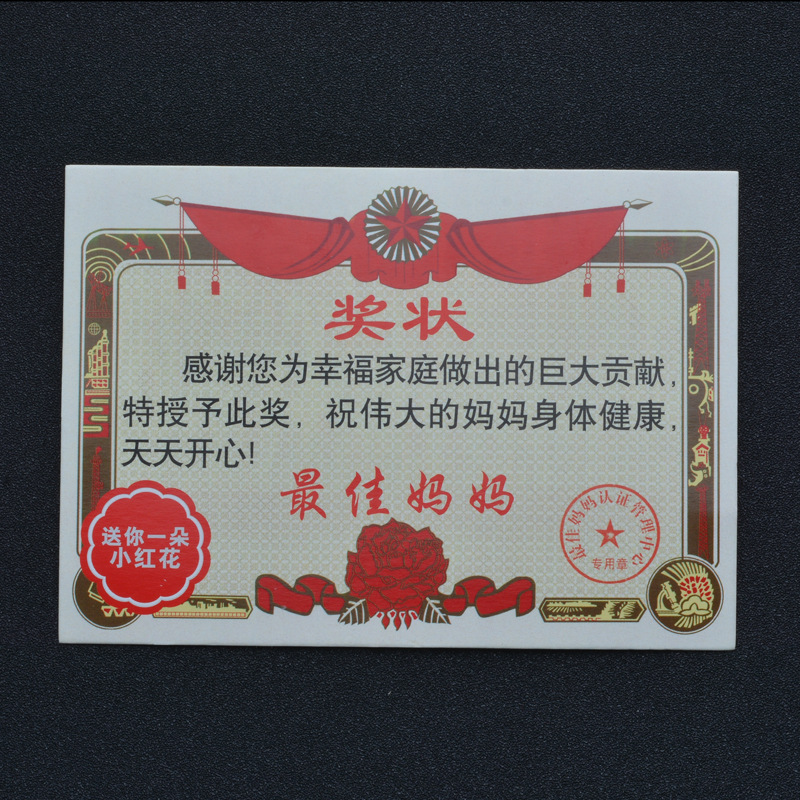 奖状
感谢您为幸福家庭做出的巨大贡献,
特授予此奖, 祝伟大的妈妈身体健康,
天天开心!
最佳妈妈
送你一朵
小红花
最佳妈妈认证管理中心
专用章